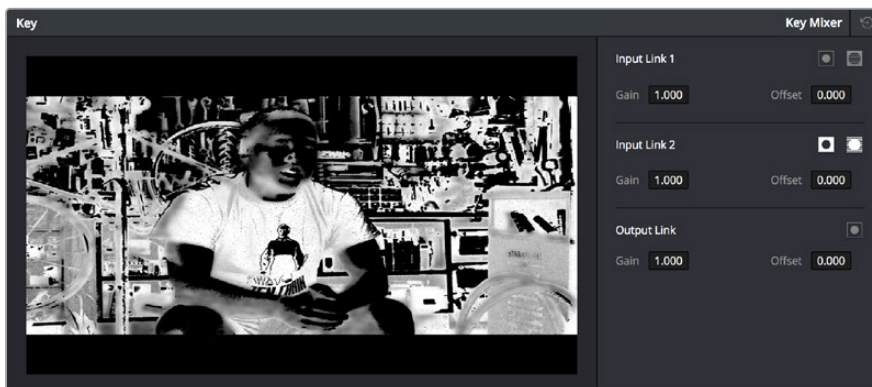 Key
Key Mixer
Input Link 1
Gain 1.000 Offset 0.000
Input Link 2
Gain 1.000 Offset 0.000
Output Link
Gain 1.000 Offset 0.000